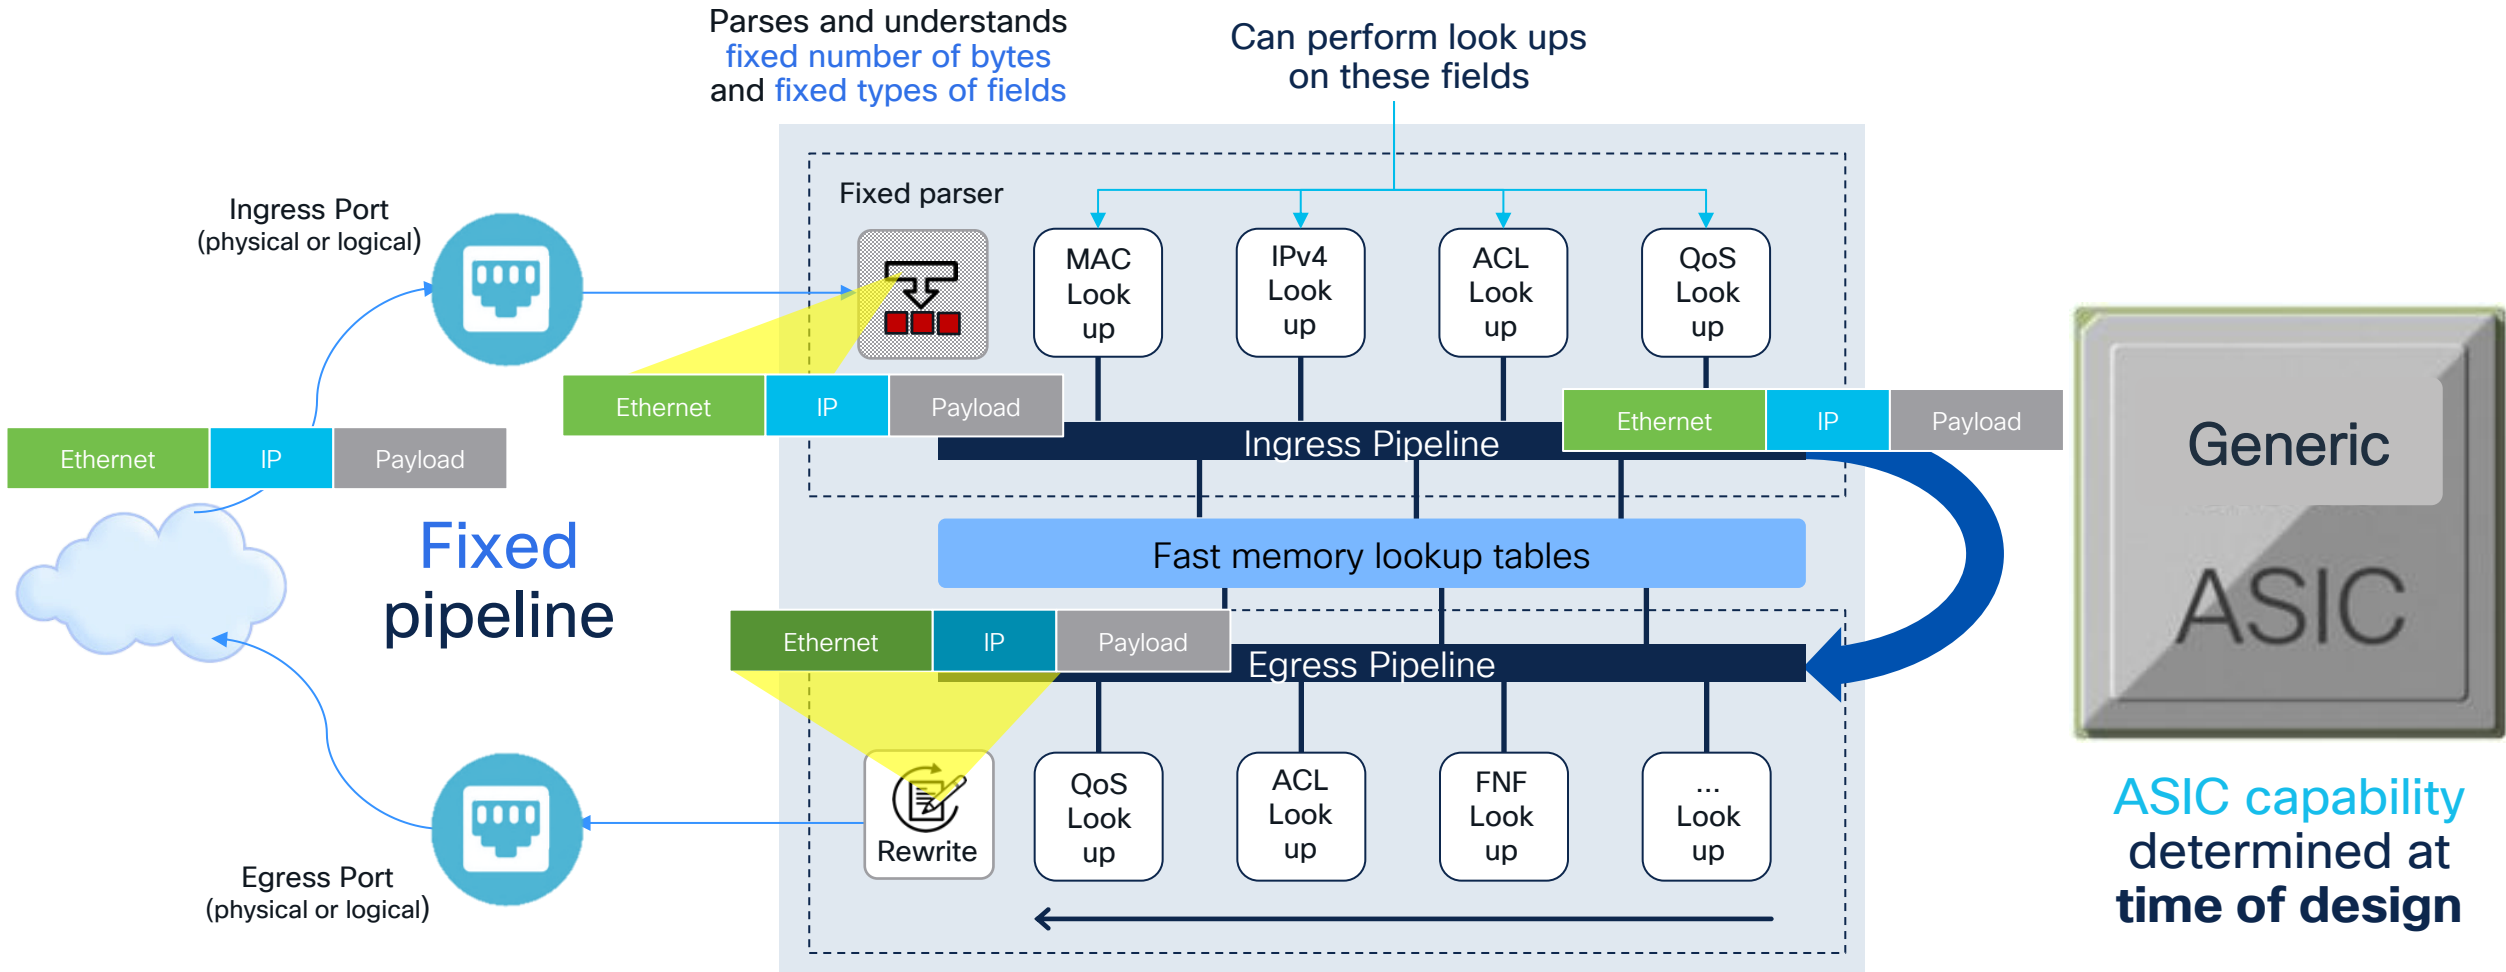 Parses and understands
fixed number of bytes
and fixed types of fields
Can perform look ups
on these fields
Ingress Port
(physical or logical)
Fixed parser
MAC
Look
up
IPv4
Look
up
ACL
Look
up
QoS
Look
up
Ethernet IP Payload
Ethernet IP Payload
Ethernet IP Payload
Ingress Pipeline
Generic
ASIC
Fixed
pipeline
Fast memory lookup tables
Ethernet IP Payload
Egress Pipeline
Rewrite
QoS
Look
up
ACL
Look
up
FNF
Look
up
...
Look
up
Egress Port
(physical or logical)
ASIC capability
determined at
time of design